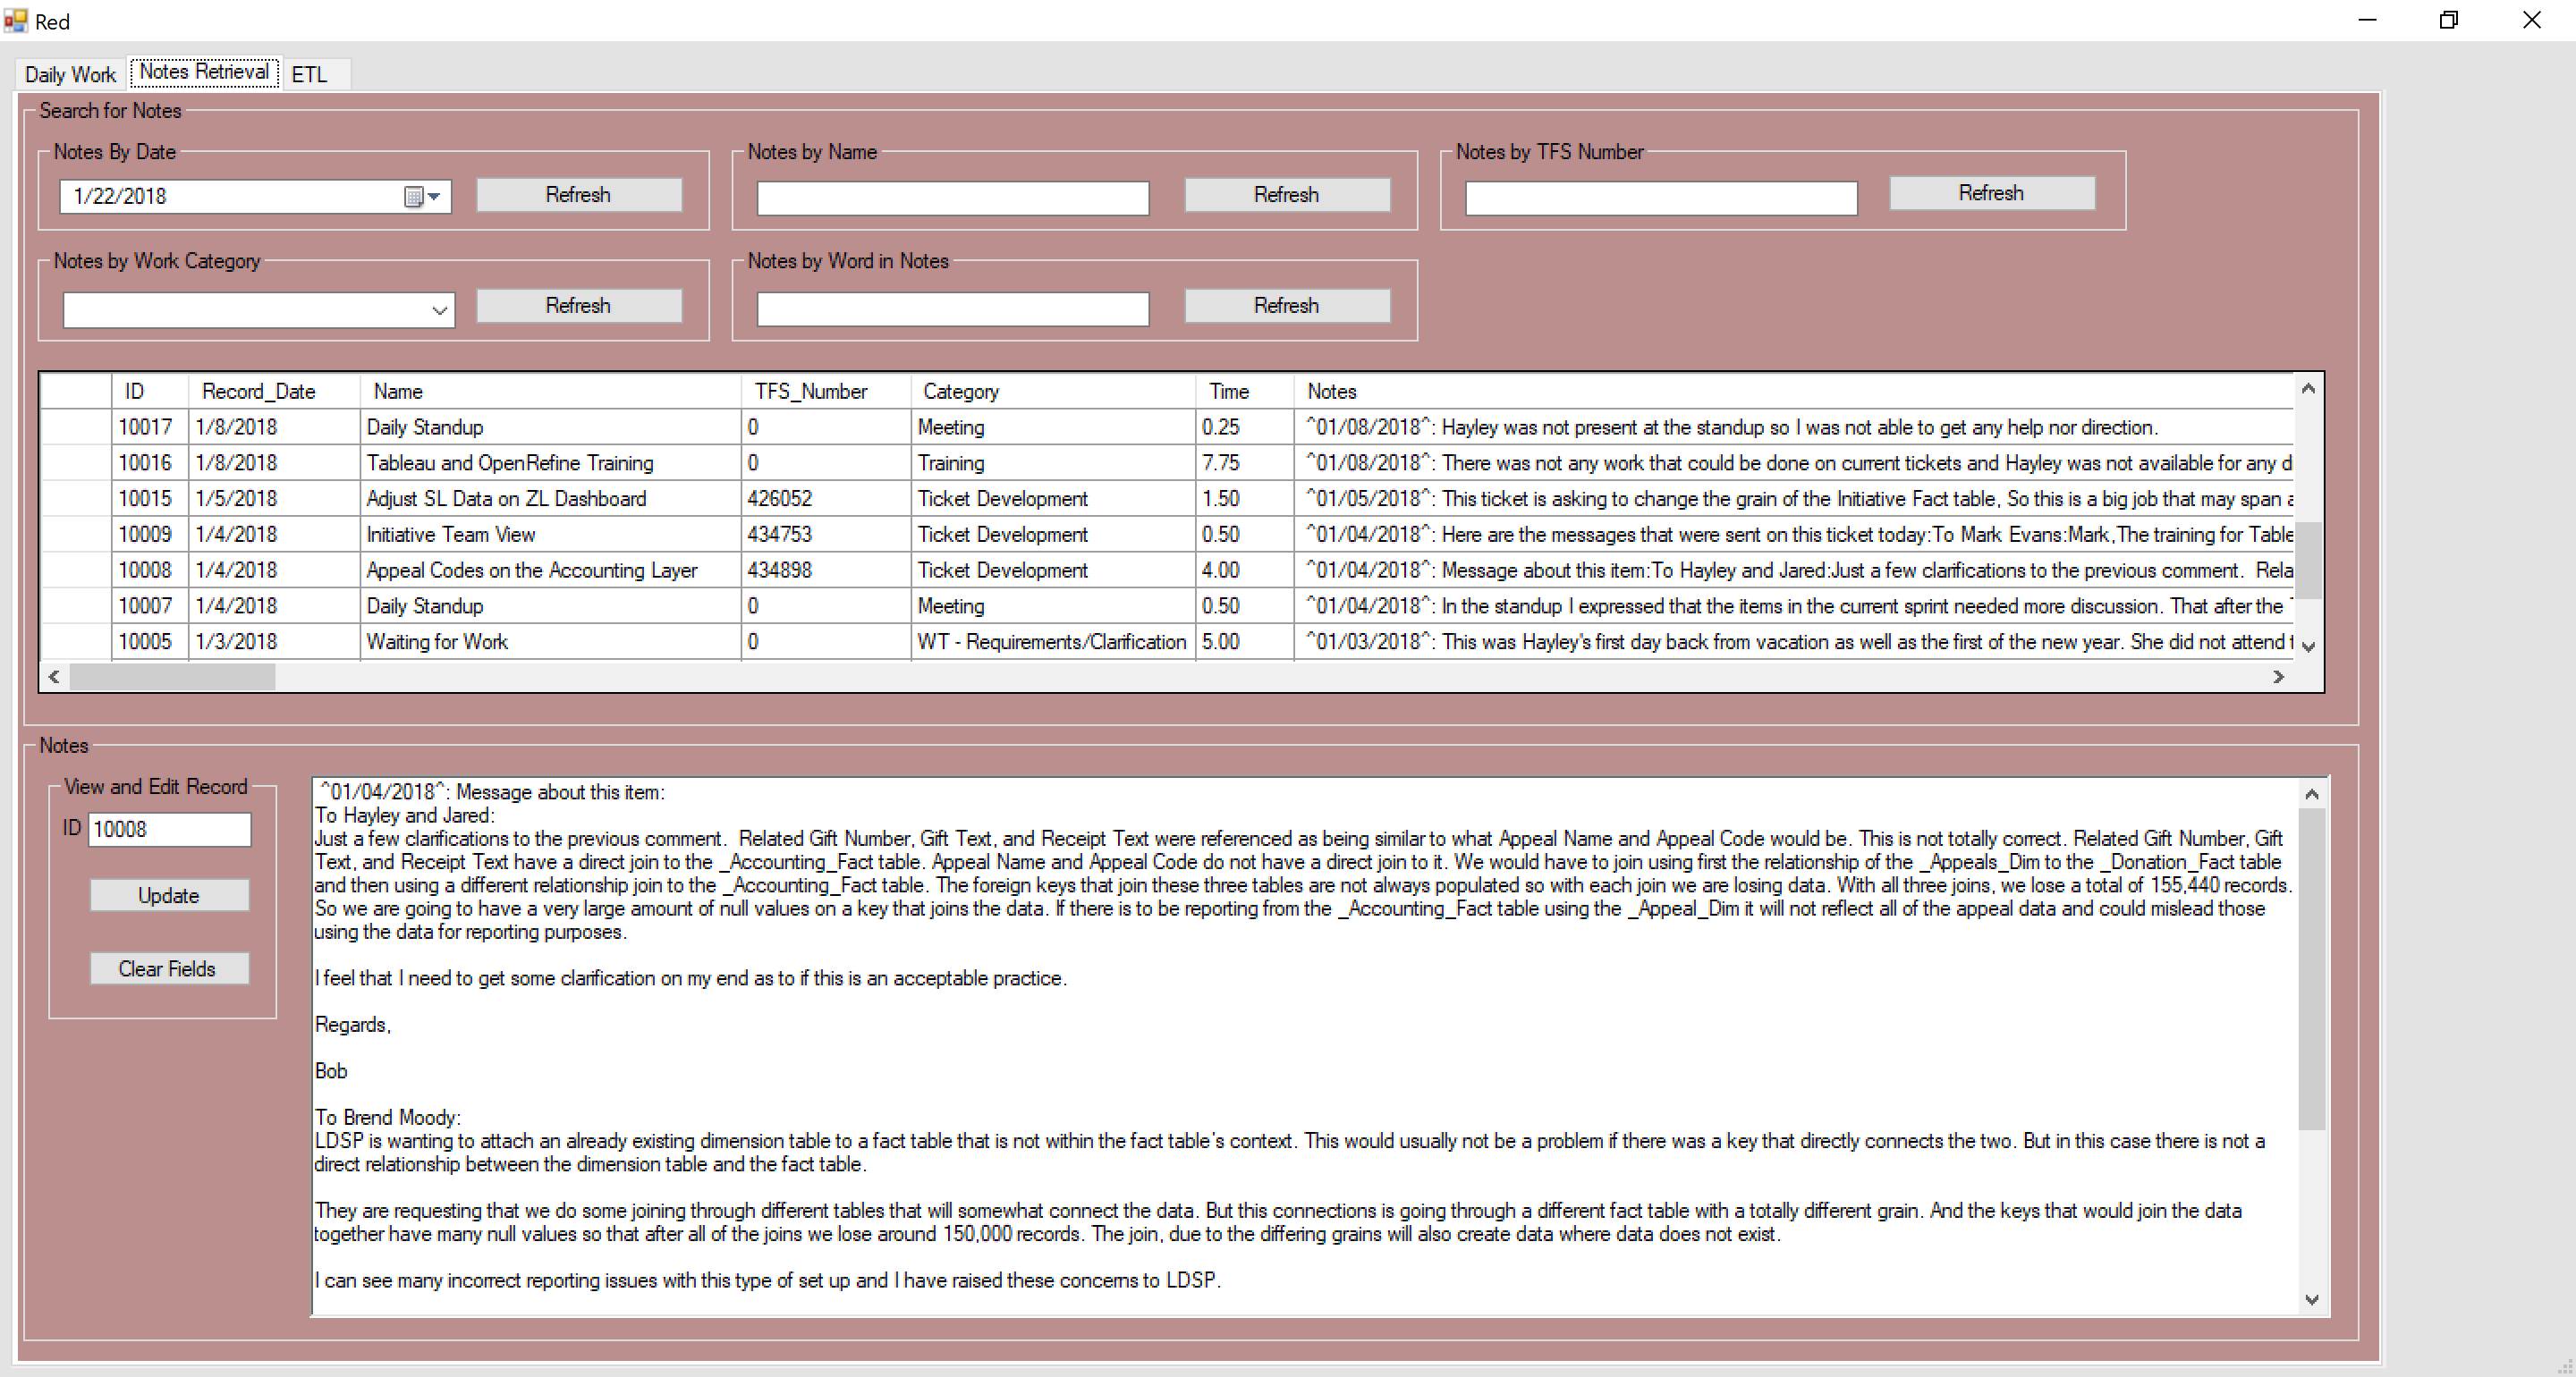 Red
Daily Work Notes Retrieval ETL
Search for Notes
Notes By Date Notes by Name Notes by TFS Number
1/22/2018 Refresh Refresh Refresh
Notes by Work Category Notes by Word in Notes
Refresh Refresh
ID Record_Date Name TFS_Number Category Time Notes
10017 1/8/2018 Daily Standup 0 Meeting 0.25 ^01/08/2018^: Hayley was not present at the standup so I was not able to get any help nor direction.
10016 1/8/2018 Tableau and OpenRefine Training 0 Training 7.75 ^01/08/2018^: There was not any work that could be done on current tickets and Hayley was not available for any d
10015 1/5/2018 Adjust SL Data on ZL Dashboard 426052 Ticket Development 1.50 ^01/05/2018^: This ticket is asking to change the grain of the Initiative Fact table, So this is a big job that may span a
10009 1/4/2018 Initiative Team View 434753 Ticket Development 0.50 ^01/04/2018^: Here are the messages that were sent on this ticket today:To Mark Evans:Mark,The training for Table
10008 1/4/2018 Appeal Codes on the Accounting Layer 434898 Ticket Development 4.00 ^01/04/2018^: Message about this item:To Hayley and Jared:Just a few clarifications to the previous comment.  Rela
10007 1/4/2018 Daily Standup 0 Meeting 0.50 ^01/04/2018^: In the standup I expressed that the items in the current sprint needed more discussion. That after the
10005 1/3/2018 Waiting for Work 0 WT - Requirements/Clarification 5.00 ^01/03/2018^: This was Hayley's first day back from vacation as well as the first of the new year. She did not attend t
Notes
View and Edit Record
ID 10008
Update
Clear Fields
^01/04/2018^: Message about this item:
To Hayley and Jared:
Just a few clarifications to the previous comment.  Related Gift Number, Gift Text, and Receipt Text were referenced as being similar to what Appeal Name and Appeal Code would be. This is not totally correct. Related Gift Number, Gift
Text, and Receipt Text have a direct join to the _Accounting_Fact table. Appeal Name and Appeal Code do not have a direct join to it. We would have to join using first the relationship of the _Appeals_Dim to the _Donation_Fact table
and then using a different relationship join to the _Accounting_Fact table. The foreign keys that join these three tables are not always populated so with each join we are losing data. With all three joins, we lose a total of 155,440 records.
So we are going to have a very large amount of null values on a key that joins the data. If there is to be reporting from the _Accounting_Fact table using the _Appeal_Dim it will not reflect all of the appeal data and could mislead those
using the data for reporting purposes.
I feel that I need to get some clarification on my end as to if this is an acceptable practice.
Regards,
Bob
To Brend Moody:
LDSP is wanting to attach an already existing dimension table to a fact table that is not within the fact table's context. This would usually not be a problem if there was a key that directly connects the two. But in this case there is not a
direct relationship between the dimension table and the fact table.
They are requesting that we do some joining through different tables that will somewhat connect the data. But this connections is going through a different fact table with a totally different grain. And the keys that would join the data
together have many null values so that after all of the joins we lose around 150,000 records. The join, due to the differing grains will also create data where data does not exist.
I can see many incorrect reporting issues with this type of set up and I have raised these concerns to LDSP.